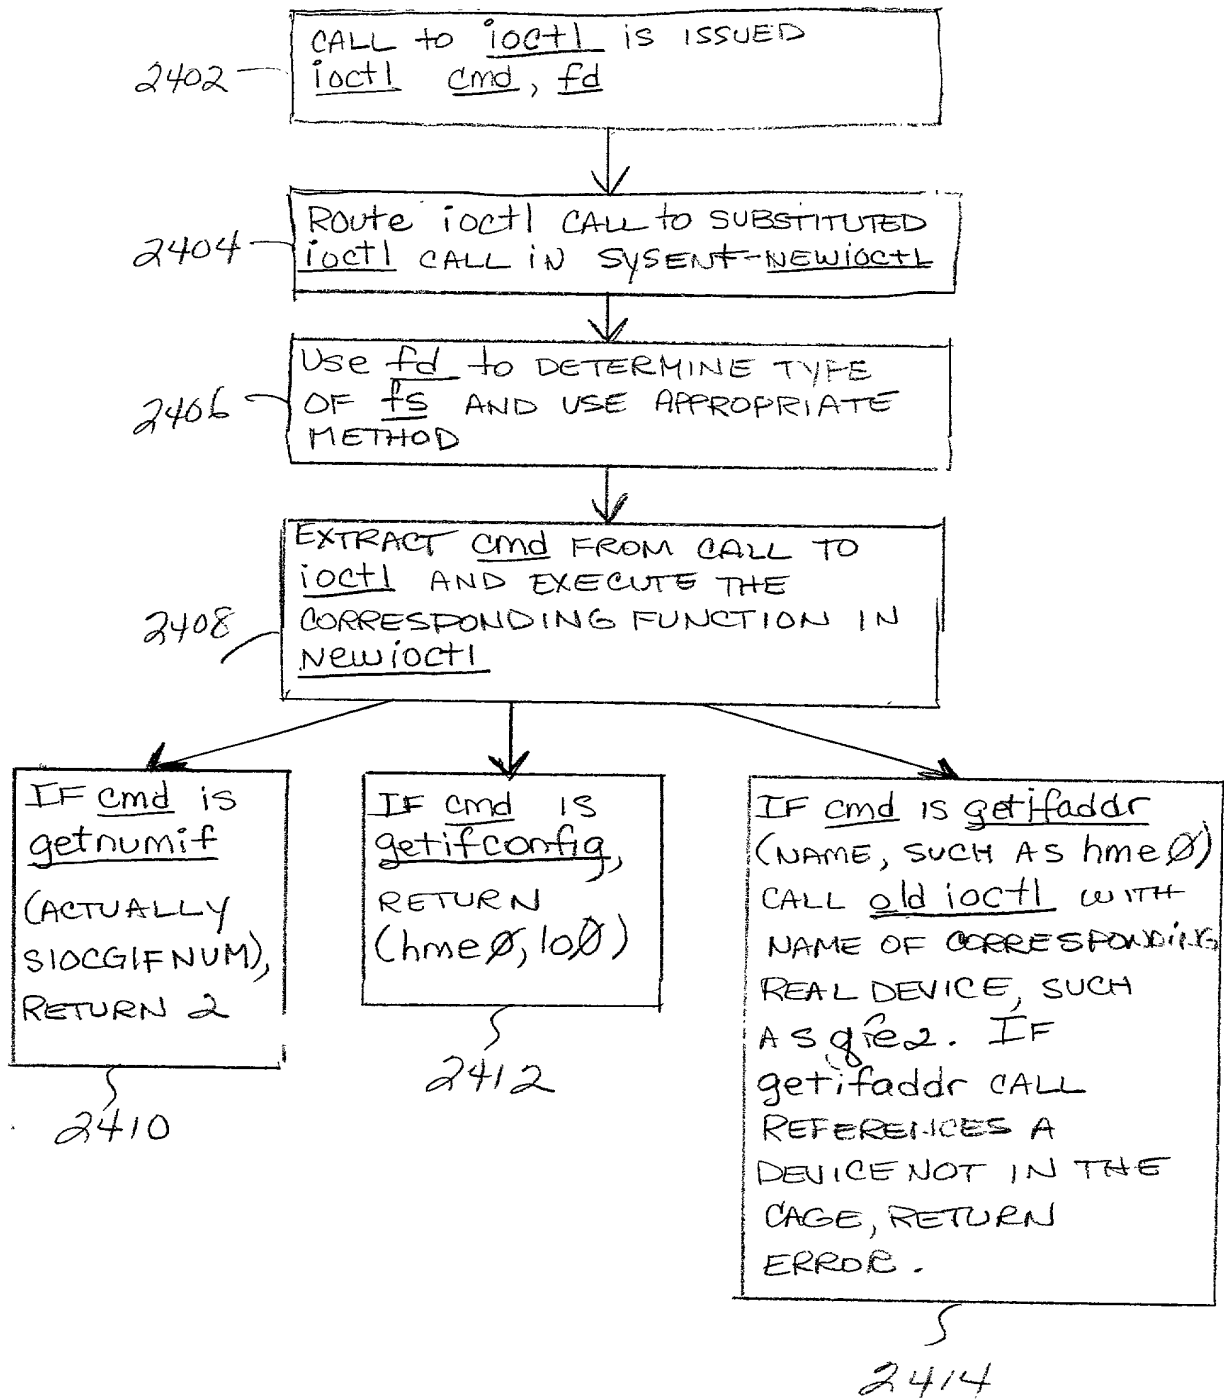 CALL to ioctl is ISSUED
ioctl cmd, fd
2402
Route ioctl CALL to SUBSTITUTED
ioctl CALL IN SYSENT-NEWioctL
2404
Use fd to DETERMINE TYPE
OF fs AND USE APPROPRIATE
METHOD
2406
EXTRACT cmd FROM CALL TO
ioctl AND EXECUTE THE
CORRESPONDING FUNCTION IN
Newioctl
2408
IF cmd is
getnumif
(ACTUALLY
SIOCGIFNUM),
RETURN 2
2410
IF cmd IS
getifconfig,
RETURN
(hmeØ, loØ)
2412
IF cmd IS getifaddr
(NAME, SUCH AS hmeØ)
CALL old ioctl WITH
NAME OF CORRESPONDING
REAL DEVICE, SUCH
AS qfe2. IF
getifaddr CALL
REFERENCES A
DEVICE NOT IN THE
CAGE, RETURN
ERROR.
2414